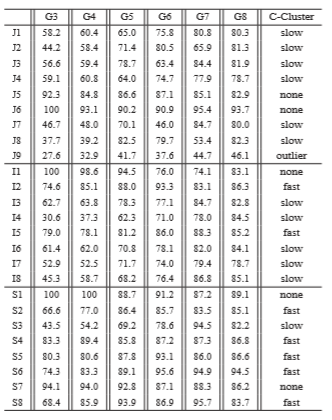 G3 G4 G5 G6 G7 G8 C-Cluster
J1 58.2 60.4 65.0 75.8 80.8 80.3 slow
J2 44.2 58.4 71.4 80.5 65.9 81.3 slow
J3 56.6 59.4 78.7 63.4 84.4 81.9 slow
J4 59.1 60.8 64.0 74.7 77.9 78.7 slow
J5 92.3 84.8 86.6 87.1 85.1 82.9 none
J6 100 93.1 90.2 90.9 95.4 93.7 none
J7 46.7 48.0 70.1 46.0 84.7 80.0 slow
J8 37.7 39.2 82.5 79.7 53.4 82.3 slow
J9 27.6 32.9 41.7 37.6 44.7 46.1 outlier
I1 100 98.6 94.5 76.0 74.1 83.1 none
I2 74.6 85.1 88.0 93.3 83.1 86.3 fast
I3 62.7 63.8 78.3 77.1 84.7 82.8 slow
I4 30.6 37.3 62.3 71.0 78.0 84.5 slow
I5 79.0 78.1 81.2 86.0 88.3 85.2 fast
I6 61.4 62.0 70.8 78.1 82.0 84.1 slow
I7 52.9 52.5 71.7 74.0 79.4 78.7 slow
I8 45.3 58.7 68.2 76.4 86.8 85.1 slow
S1 100 100 88.7 91.2 87.2 89.1 none
S2 66.6 77.0 86.4 85.7 83.5 85.1 fast
S3 43.5 54.2 69.2 78.6 94.5 82.2 slow
S4 83.3 89.4 85.8 87.2 87.3 86.8 fast
S5 80.3 80.6 87.8 93.1 86.0 86.6 fast
S6 74.3 83.3 89.1 95.6 94.9 94.5 fast
S7 94.1 94.0 92.8 87.1 88.3 86.2 none
S8 68.4 85.9 93.9 86.9 95.7 83.7 fast